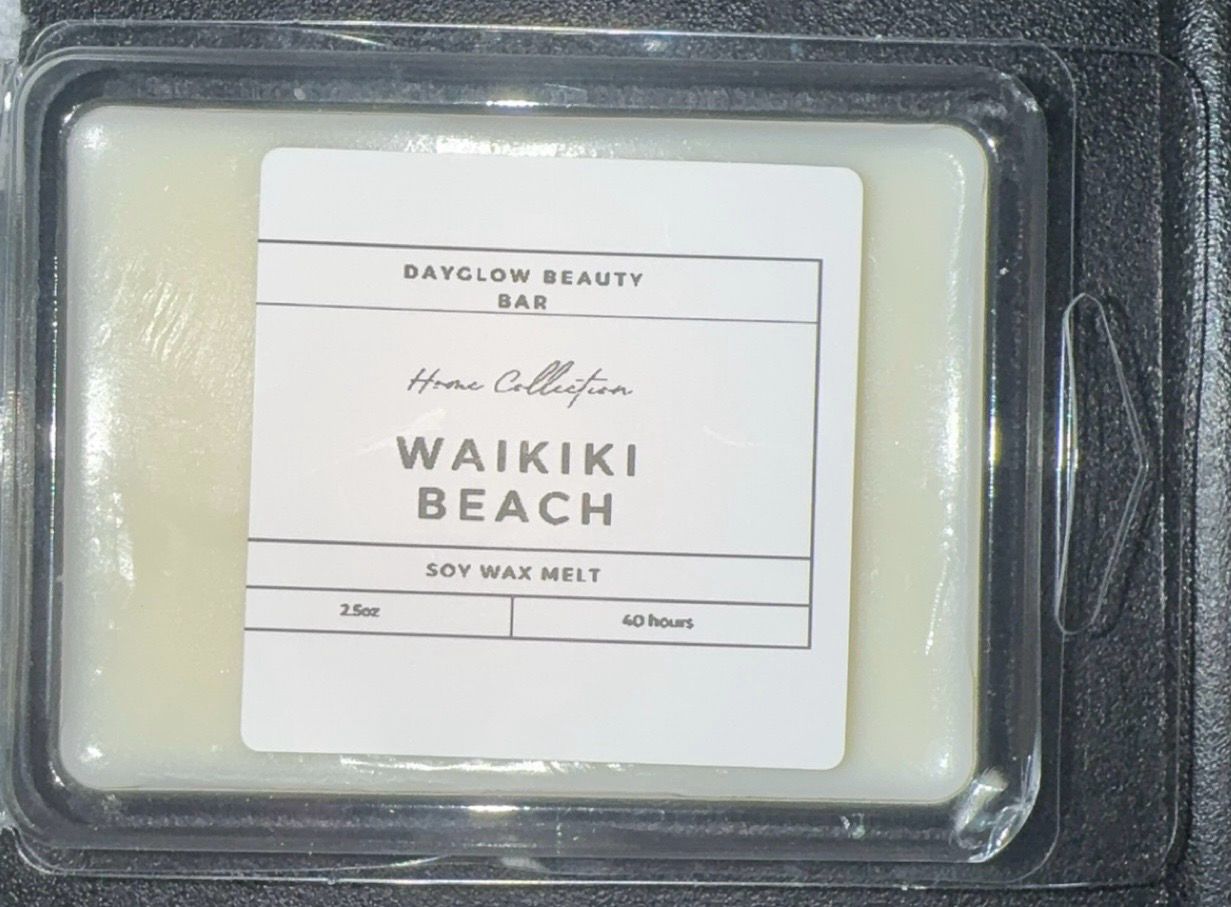 DAYGLOW BEAUTY
BAR
Home Collection
WAIKIKI
BEACH
SOY WAX MELT
2.5oz
40 hours